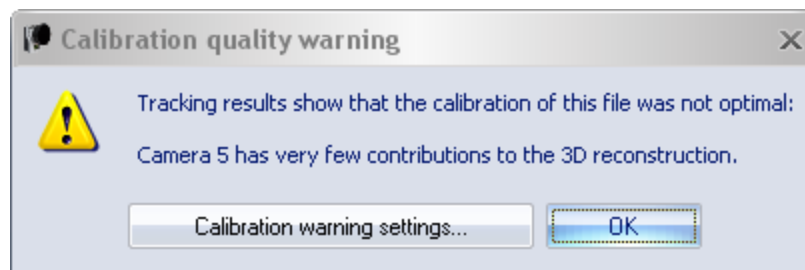 Calibration quality warning
Tracking results show that the calibration of this file was not optimal:
Camera 5 has very few contributions to the 3D reconstruction.
Calibration warning settings...
OK